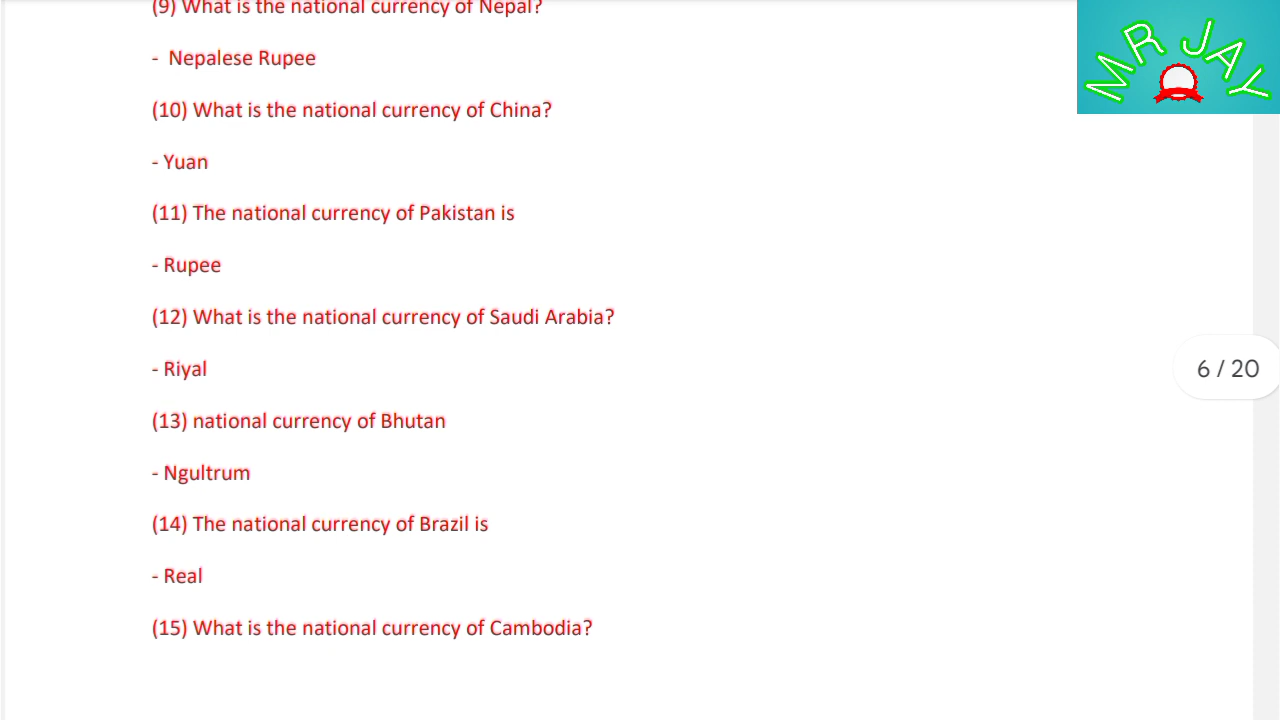 (9) What is the national currency of Nepal?
- Nepalese Rupee
(10) What is the national currency of China?
- Yuan
(11) The national currency of Pakistan is
- Rupee
(12) What is the national currency of Saudi Arabia?
- Riyal
(13) national currency of Bhutan
- Ngultrum
(14) The national currency of Brazil is
- Real
(15) What is the national currency of Cambodia?
MR JAY
6 / 20